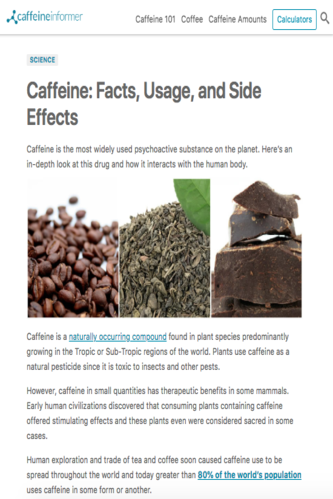 caffeineinformer
Caffeine 101 Coffee Caffeine Amounts Calculators
SCIENCE
Caffeine: Facts, Usage, and Side
Effects
Caffeine is the most widely used psychoactive substance on the planet. Here's an
in-depth look at this drug and how it interacts with the human body.
Caffeine is a naturally occurring compound found in plant species predominantly
growing in the Tropic or Sub-Tropic regions of the world. Plants use caffeine as a
natural pesticide since it is toxic to insects and other pests.
However, caffeine in small quantities has therapeutic benefits in some mammals.
Early human civilizations discovered that consuming plants containing caffeine
offered stimulating effects and these plants even were considered sacred in some
cases.
Human exploration and trade of tea and coffee soon caused caffeine use to be
spread throughout the world and today greater than 80% of the world's population
uses caffeine in some form or another.